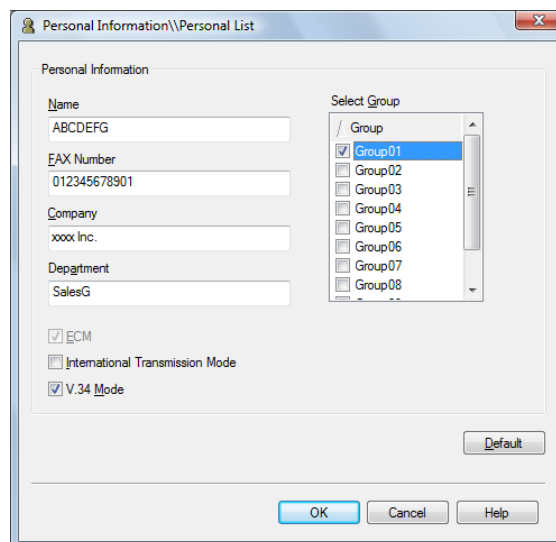 Personal Information\\Personal List
Personal Information
Name
ABCDEFG
FAX Number
012345678901
Company
xxxx Inc.
Department
SalesG
ECM
International Transmission Mode
V.34 Mode
Select Group
Group
Group01
Group02
Group03
Group04
Group05
Group06
Group07
Group08
Default
OK
Cancel
Help